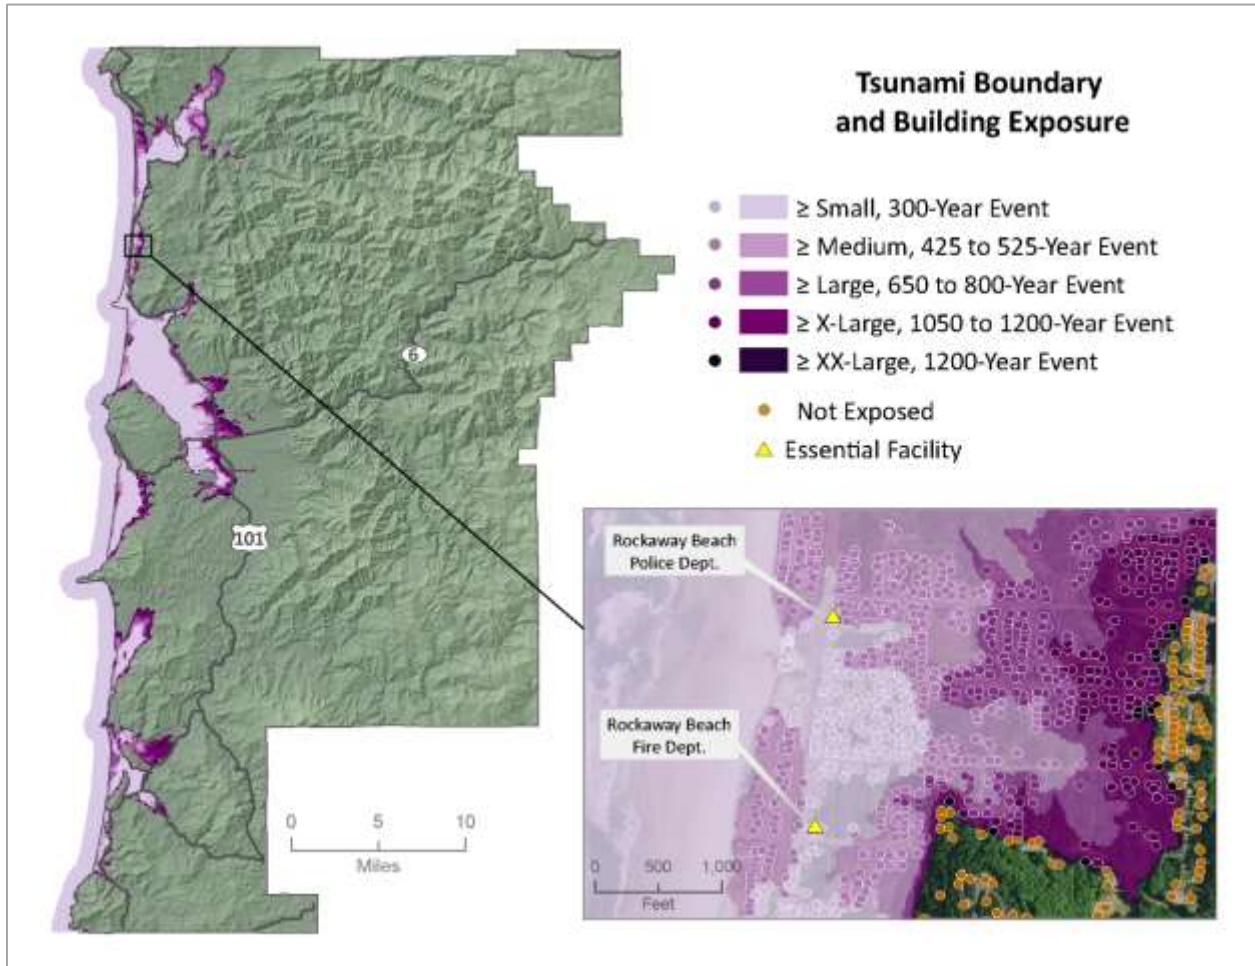 Tsunami Boundary
and Building Exposure
≥ Small, 300-Year Event
≥ Medium, 425 to 525-Year Event
≥ Large, 650 to 800-Year Event
≥ X-Large, 1050 to 1200-Year Event
≥ XX-Large, 1200-Year Event
Not Exposed
Essential Facility
6
101
0 5 10
Miles
Rockaway Beach
Police Dept.
Rockaway Beach
Fire Dept.
0 500 1,000
Feet